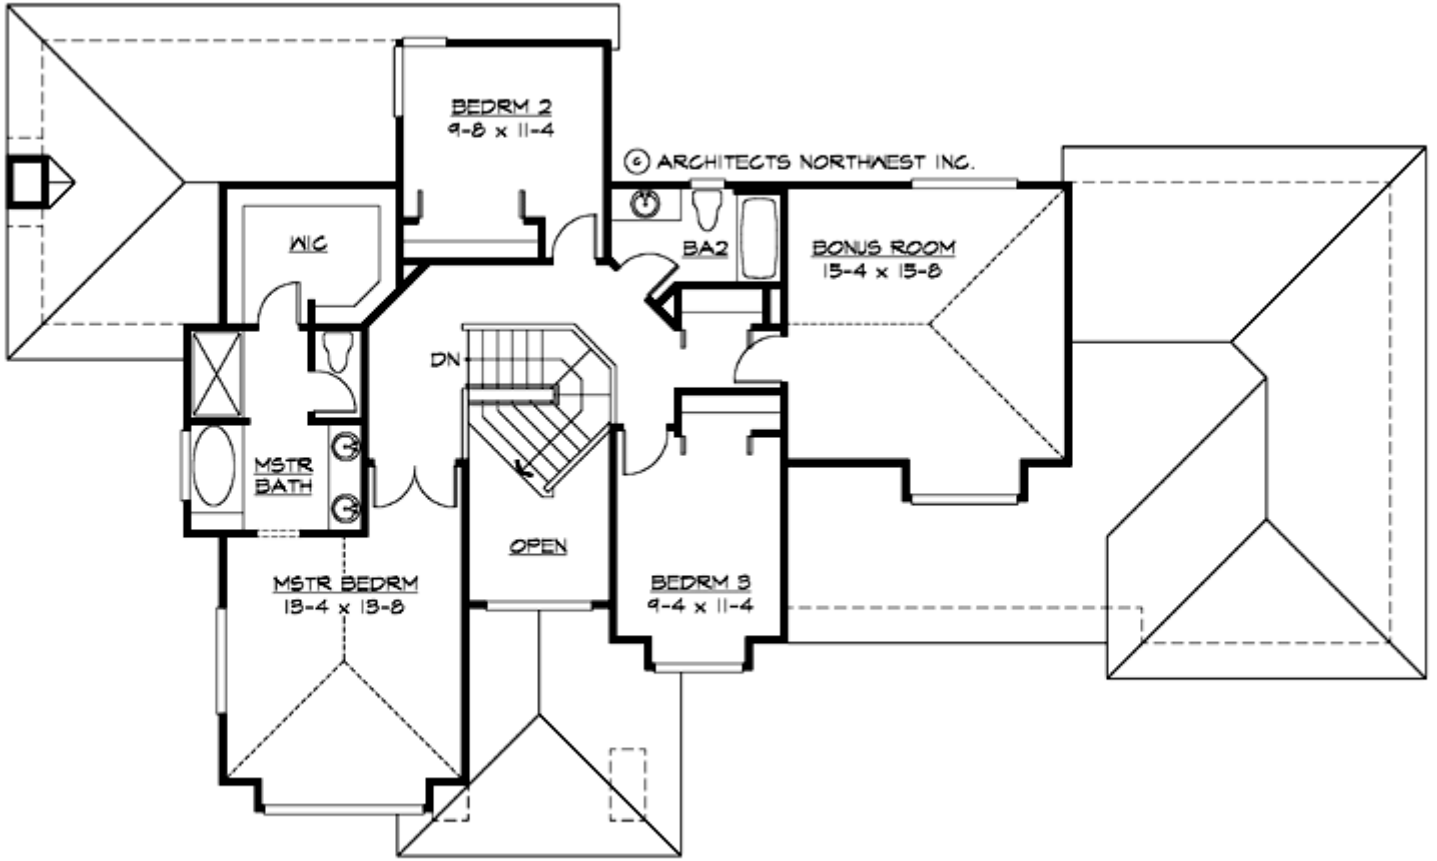 BEDRM 2
9-8 x 11-4
© ARCHITECTS NORTHWEST INC.
WIC
BA2
BONUS ROOM
15-4 x 15-8
DN
MSTR
BATH
OPEN
MSTR BEDRM
13-4 x 13-8
BEDRM 3
9-4 x 11-4